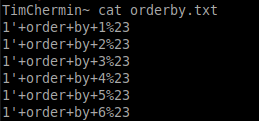 TimChermin~ cat orderby.txt
1'+order+by+1%23
1'+order+by+2%23
1'+order+by+3%23
1'+order+by+4%23
1'+order+by+5%23
1'+order+by+6%23